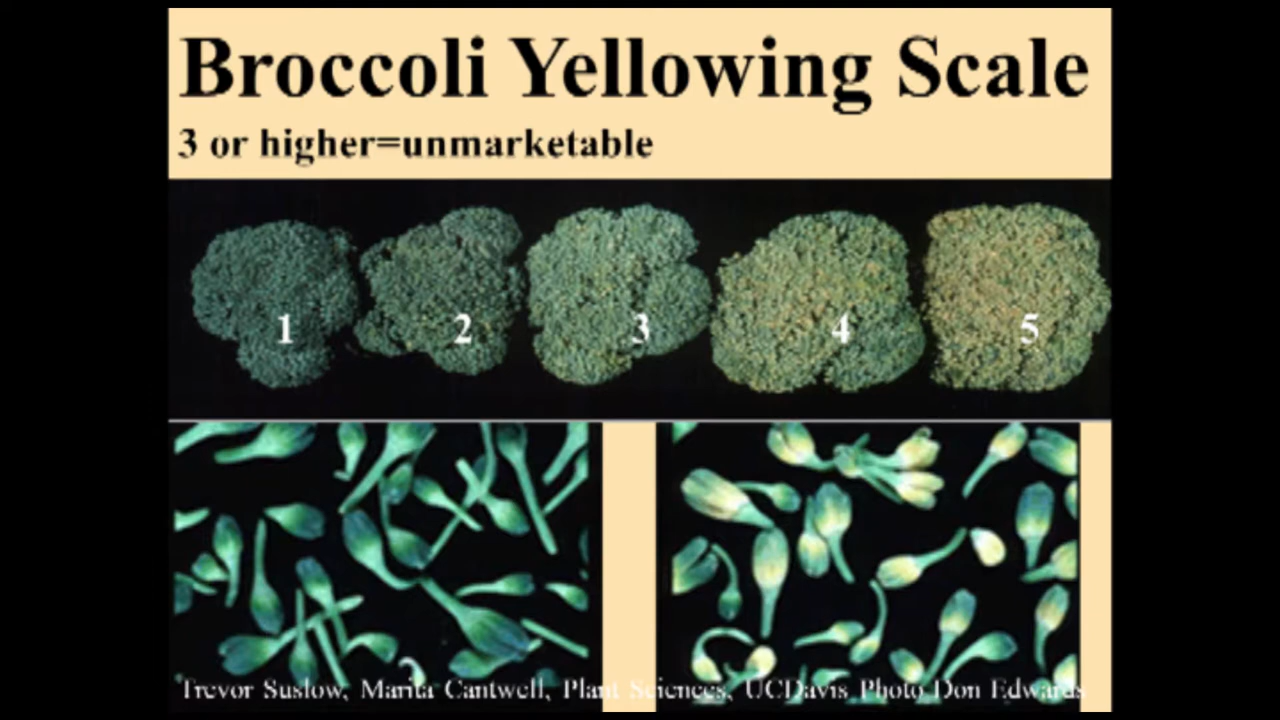 Broccoli Yellowing Scale
3 or higher=unmarketable
1 2 3 4 5
Trevor Suslow, Marita Cantwell, Plant Sciences, UCDavis Photo Don Edwards